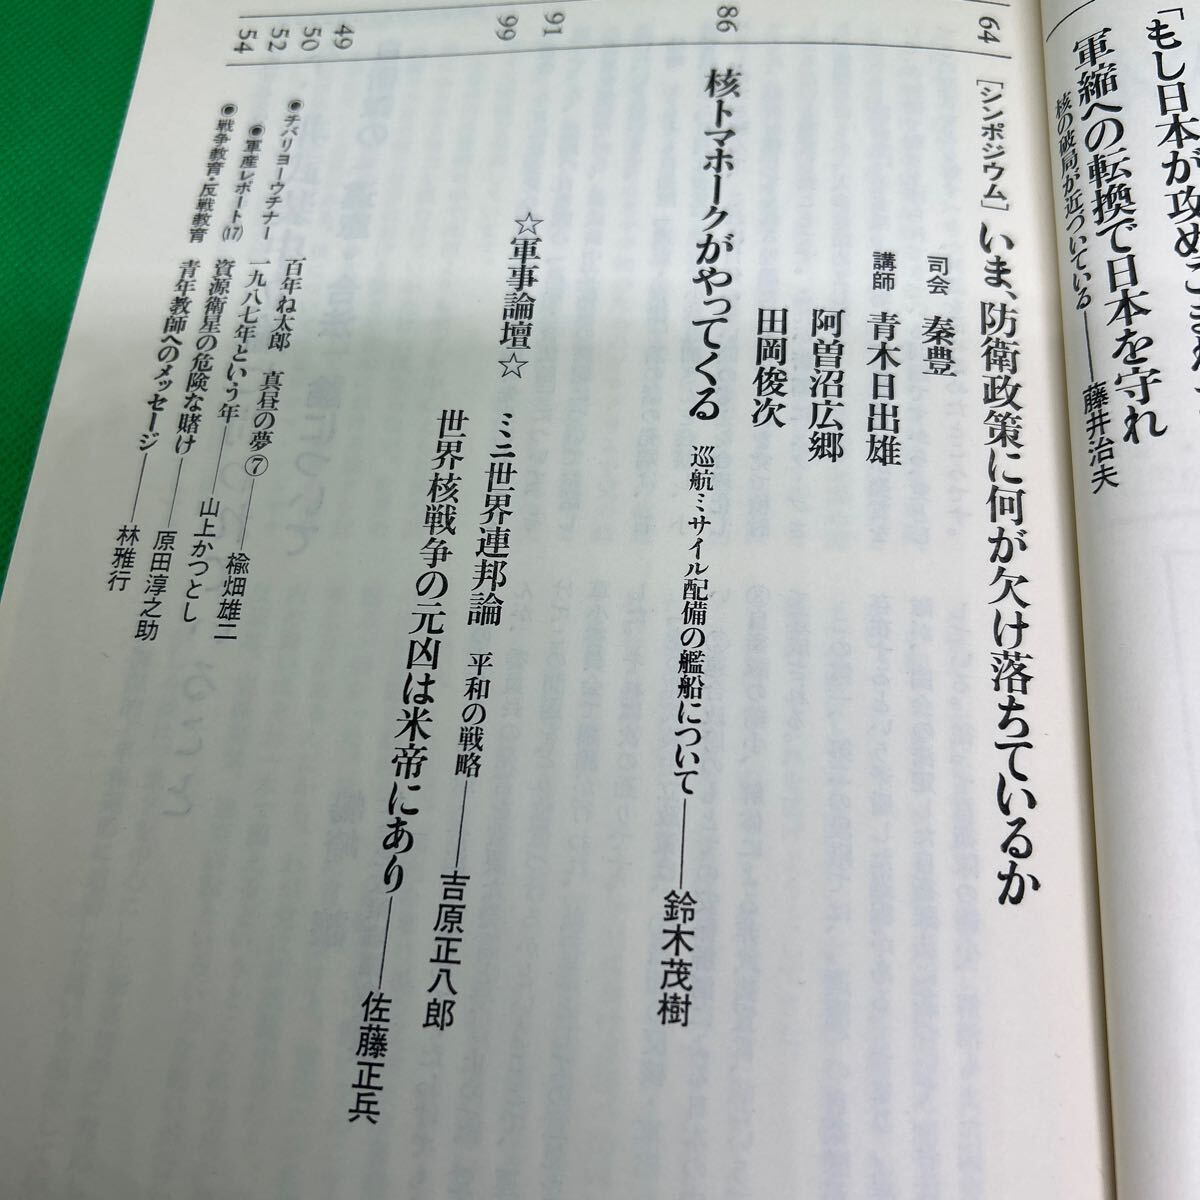 「もし日本が攻めこまれ
軍縮への転換で日本を守れ
核の破局が近づいている――藤井治夫
64 [シンポジウム] いま、防衛政策に何が欠け落ちているか
司会 秦豊
講師 青木日出雄
阿曽沼広郷
田岡俊次
86 核トマホークがやってくる 巡航ミサイル配備の艦船について――鈴木茂樹
☆軍事論壇☆
91 ミニ世界連邦論 平和の戦略――吉原正八郎
99 世界核戦争の元凶は米帝にあり――佐藤正兵
49 ●チバリヨーウチナー 百年ね太郎 真昼の夢⑦――楡畑雄二
50 ●軍産レポート(17) 一九八七年という年――山上かつとし
52 資源衛星の危険な賭け――原田淳之助
54 ●戦争教育・反戦教育 青年教師へのメッセージ――林雅行